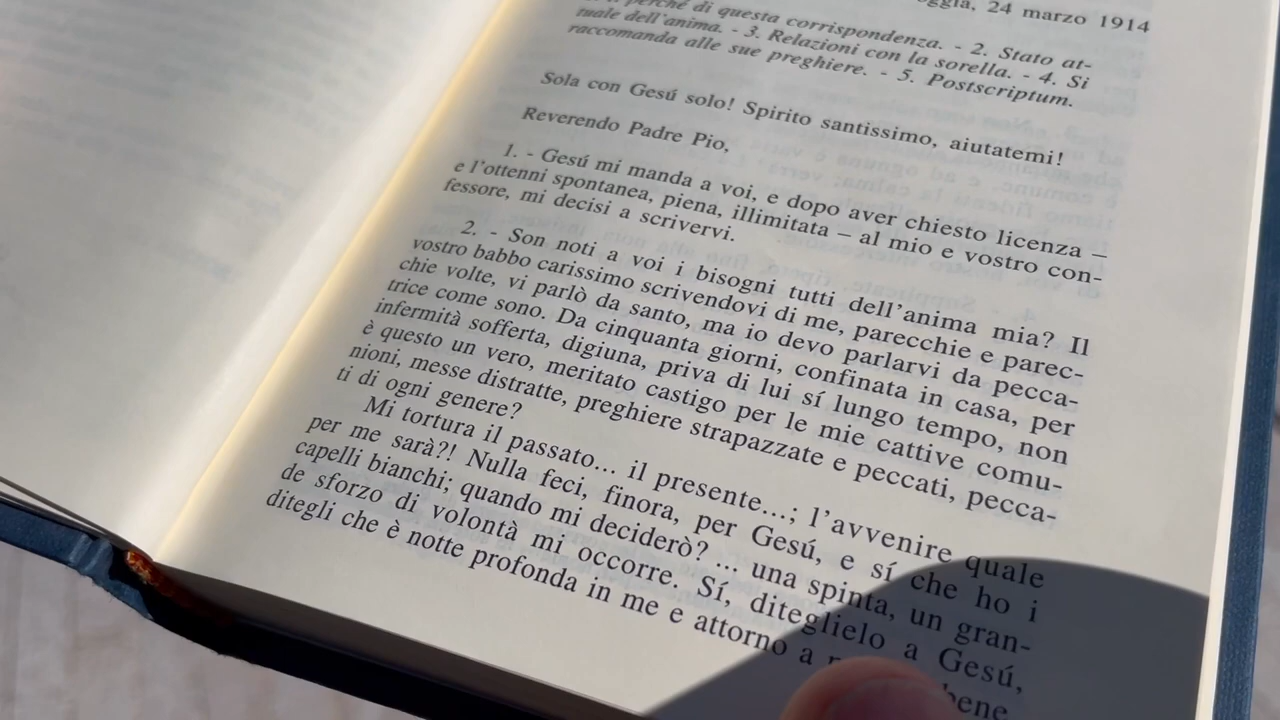 oggia, 24 marzo 1914
perché di questa corrispondenza. - 2. Stato at-
tuale dell'anima. - 3. Relazioni con la sorella. - 4. Si
raccomanda alle sue preghiere. - 5. Postscriptum.
Sola con Gesú solo! Spirito santissimo, aiutatemi!
Reverendo Padre Pio,
1. - Gesú mi manda a voi, e dopo aver chiesto licenza –
e l'ottenni spontanea, piena, illimitata – al mio e vostro con-
fessore, mi decisi a scrivervi.
2. - Son noti a voi i bisogni tutti dell'anima mia? Il
vostro babbo carissimo scrivendovi di me, parecchie e parec-
chie volte, vi parlò da santo, ma io devo parlarvi da pecca-
trice come sono. Da cinquanta giorni, confinata in casa, per
infermità sofferta, digiuna, priva di lui sí lungo tempo, non
è questo un vero, meritato castigo per le mie cattive comu-
nioni, messe distratte, preghiere strapazzate e peccati, pecca-
ti di ogni genere?
Mi tortura il passato... il presente...; l'avvenire quale
per me sarà?! Nulla feci, finora, per Gesú, e sí che ho i
capelli bianchi; quando mi deciderò? ... una spinta, un gran-
de sforzo di volontà mi occorre. Sí, diteglielo a Gesú,
ditegli che è notte profonda in me e attorno a
bene